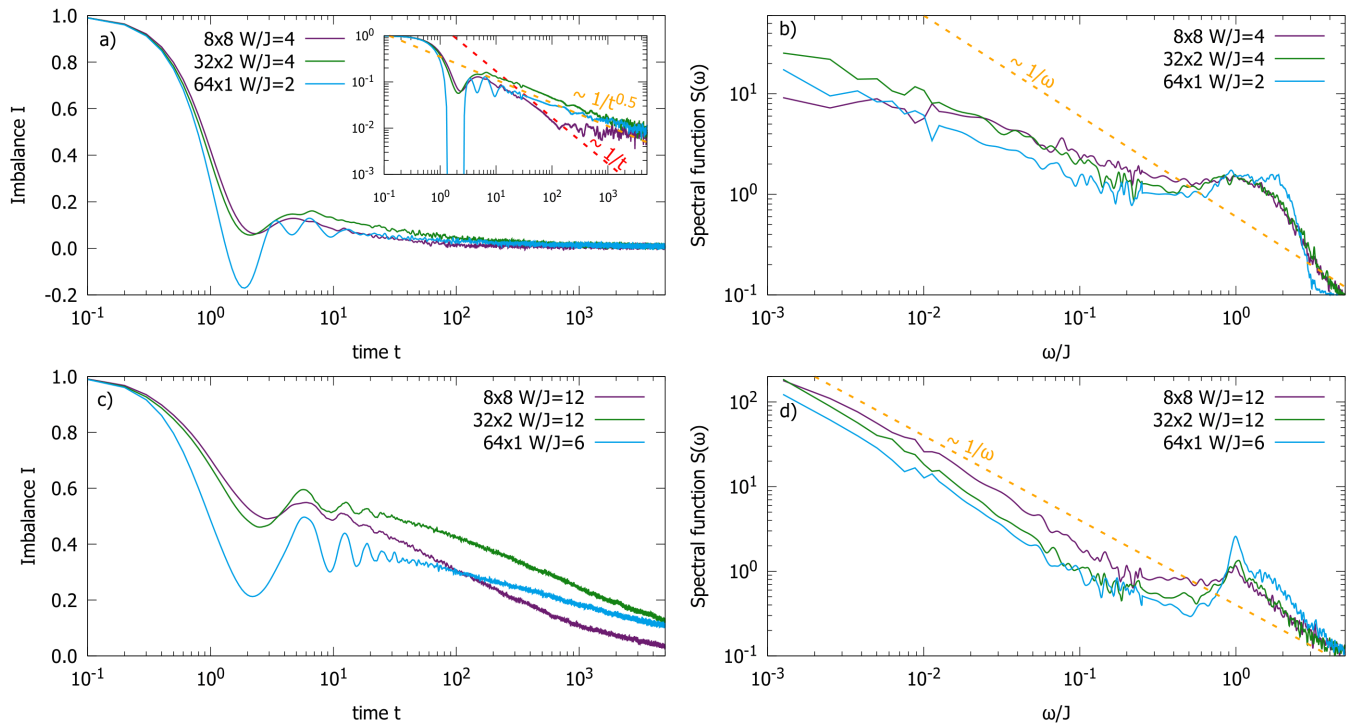 a)
8x8 W/J=4
32x2 W/J=4
64x1 W/J=2
Imbalance I
1.0
0.8
0.6
0.4
0.2
0.0
-0.2
10^-1
10^0
10^1
10^2
10^3
time t
10^0
10^-1
10^-2
10^-3
10^-1
10^0
10^1
10^2
10^3
~ 1/t^0.5
~ 1/t
b)
8x8 W/J=4
32x2 W/J=4
64x1 W/J=2
~ 1/ω
Spectral function S(ω)
10^1
10^0
10^-1
10^-3
10^-2
10^-1
10^0
ω/J
c)
8x8 W/J=12
32x2 W/J=12
64x1 W/J=6
Imbalance I
1.0
0.8
0.6
0.4
0.2
0.0
10^-1
10^0
10^1
10^2
10^3
time t
d)
8x8 W/J=12
32x2 W/J=12
64x1 W/J=6
~ 1/ω
Spectral function S(ω)
10^2
10^1
10^0
10^-1
10^-3
10^-2
10^-1
10^0
ω/J